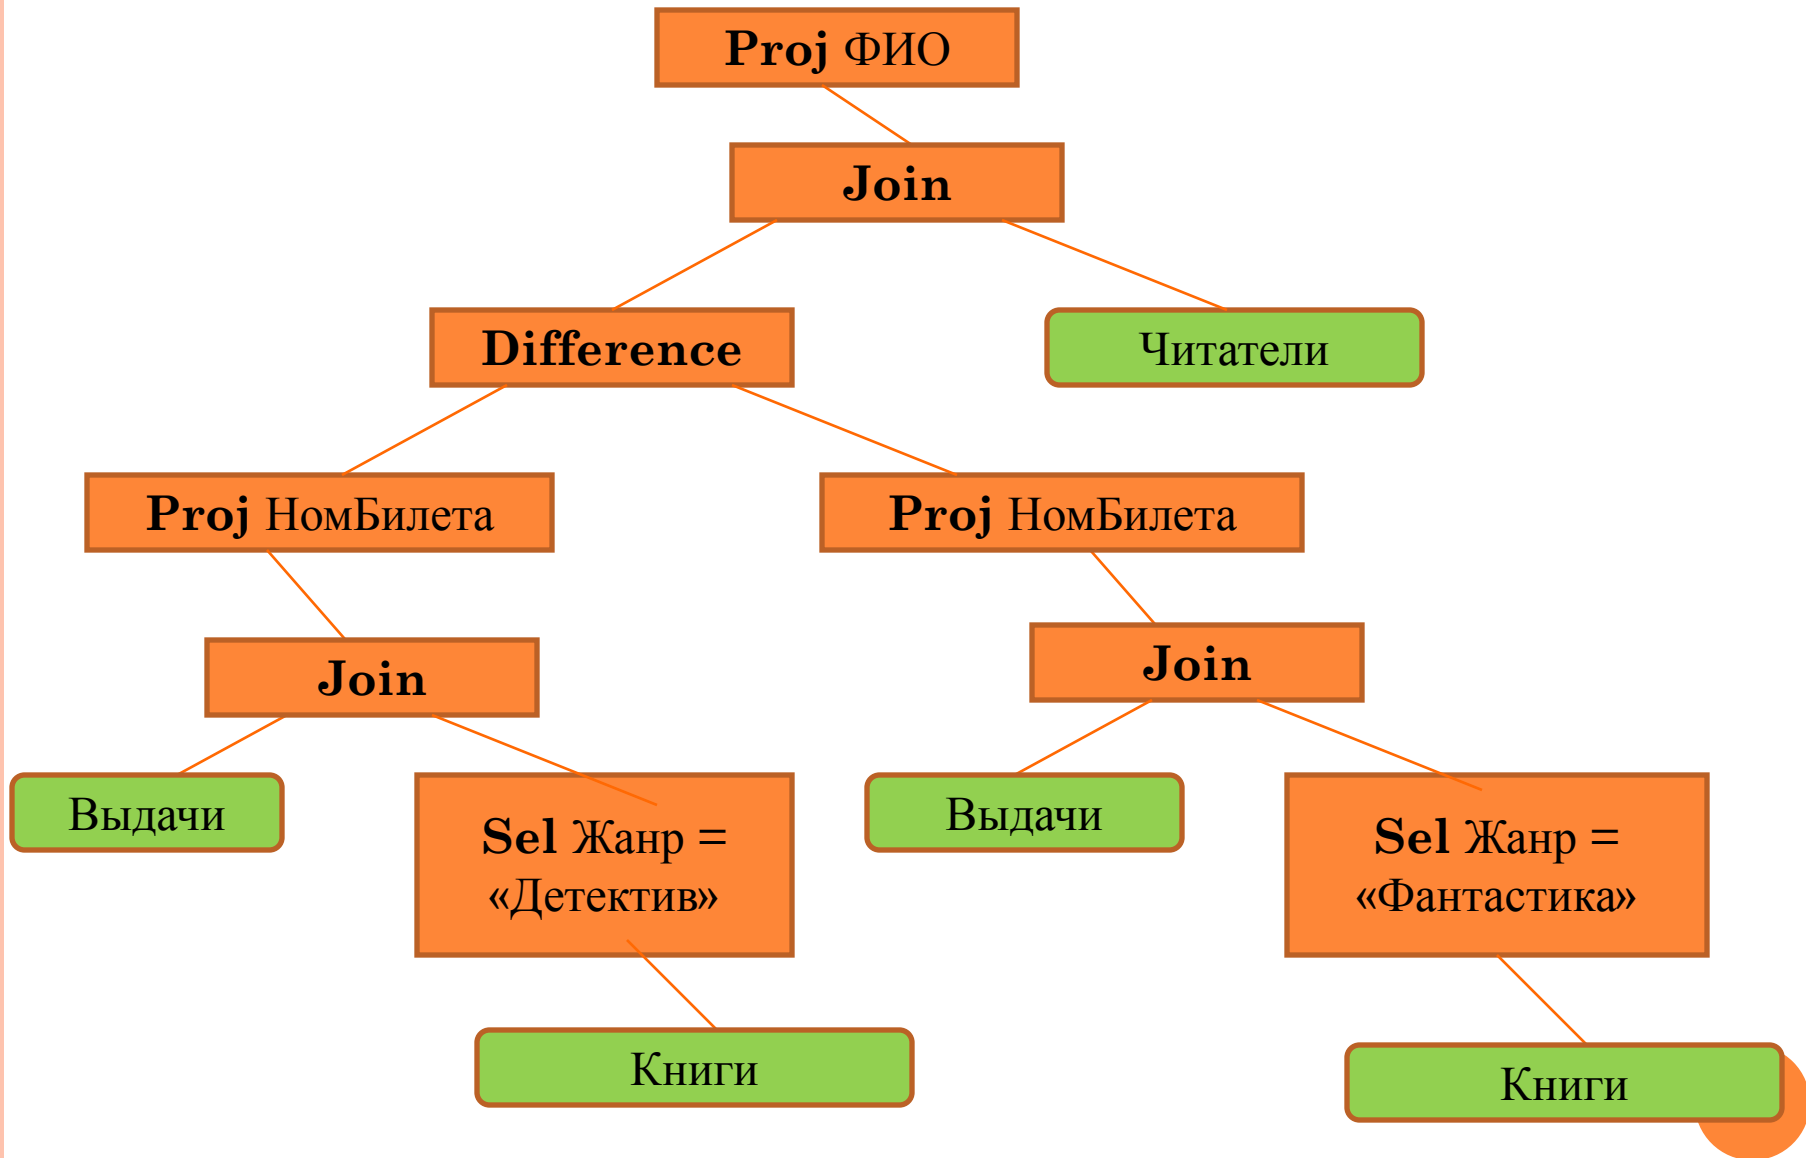 Proj ФИО
Join
Difference
Читатели
Proj НомБилета
Proj НомБилета
Join
Join
Выдачи
Sel Жанр =
«Детектив»
Выдачи
Sel Жанр =
«Фантастика»
Книги
Книги